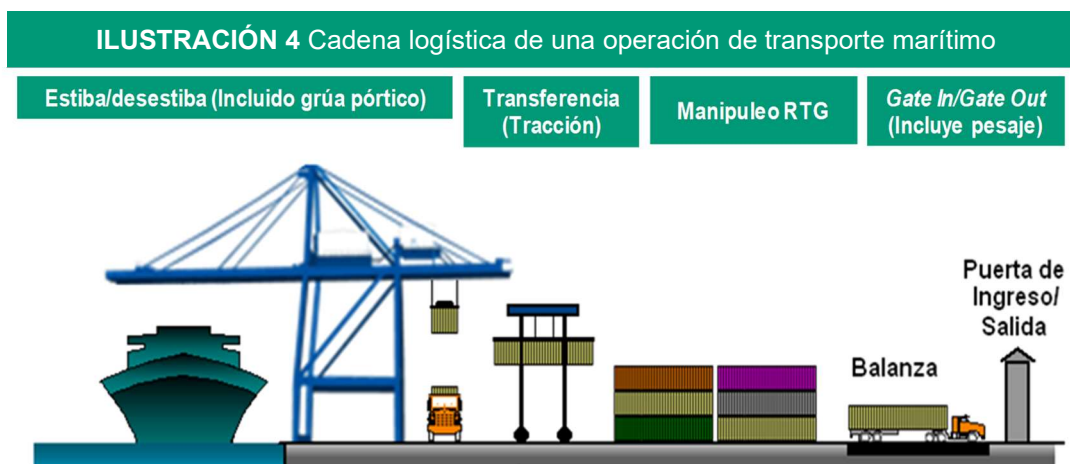 ILUSTRACIÓN 4 Cadena logística de una operación de transporte marítimo
Estiba/desestiba (Incluido grúa pórtico)
Transferencia
(Tracción)
Manipuleo RTG
Gate In/Gate Out
(Incluye pesaje)
Puerta de
Ingreso/
Salida
Balanza